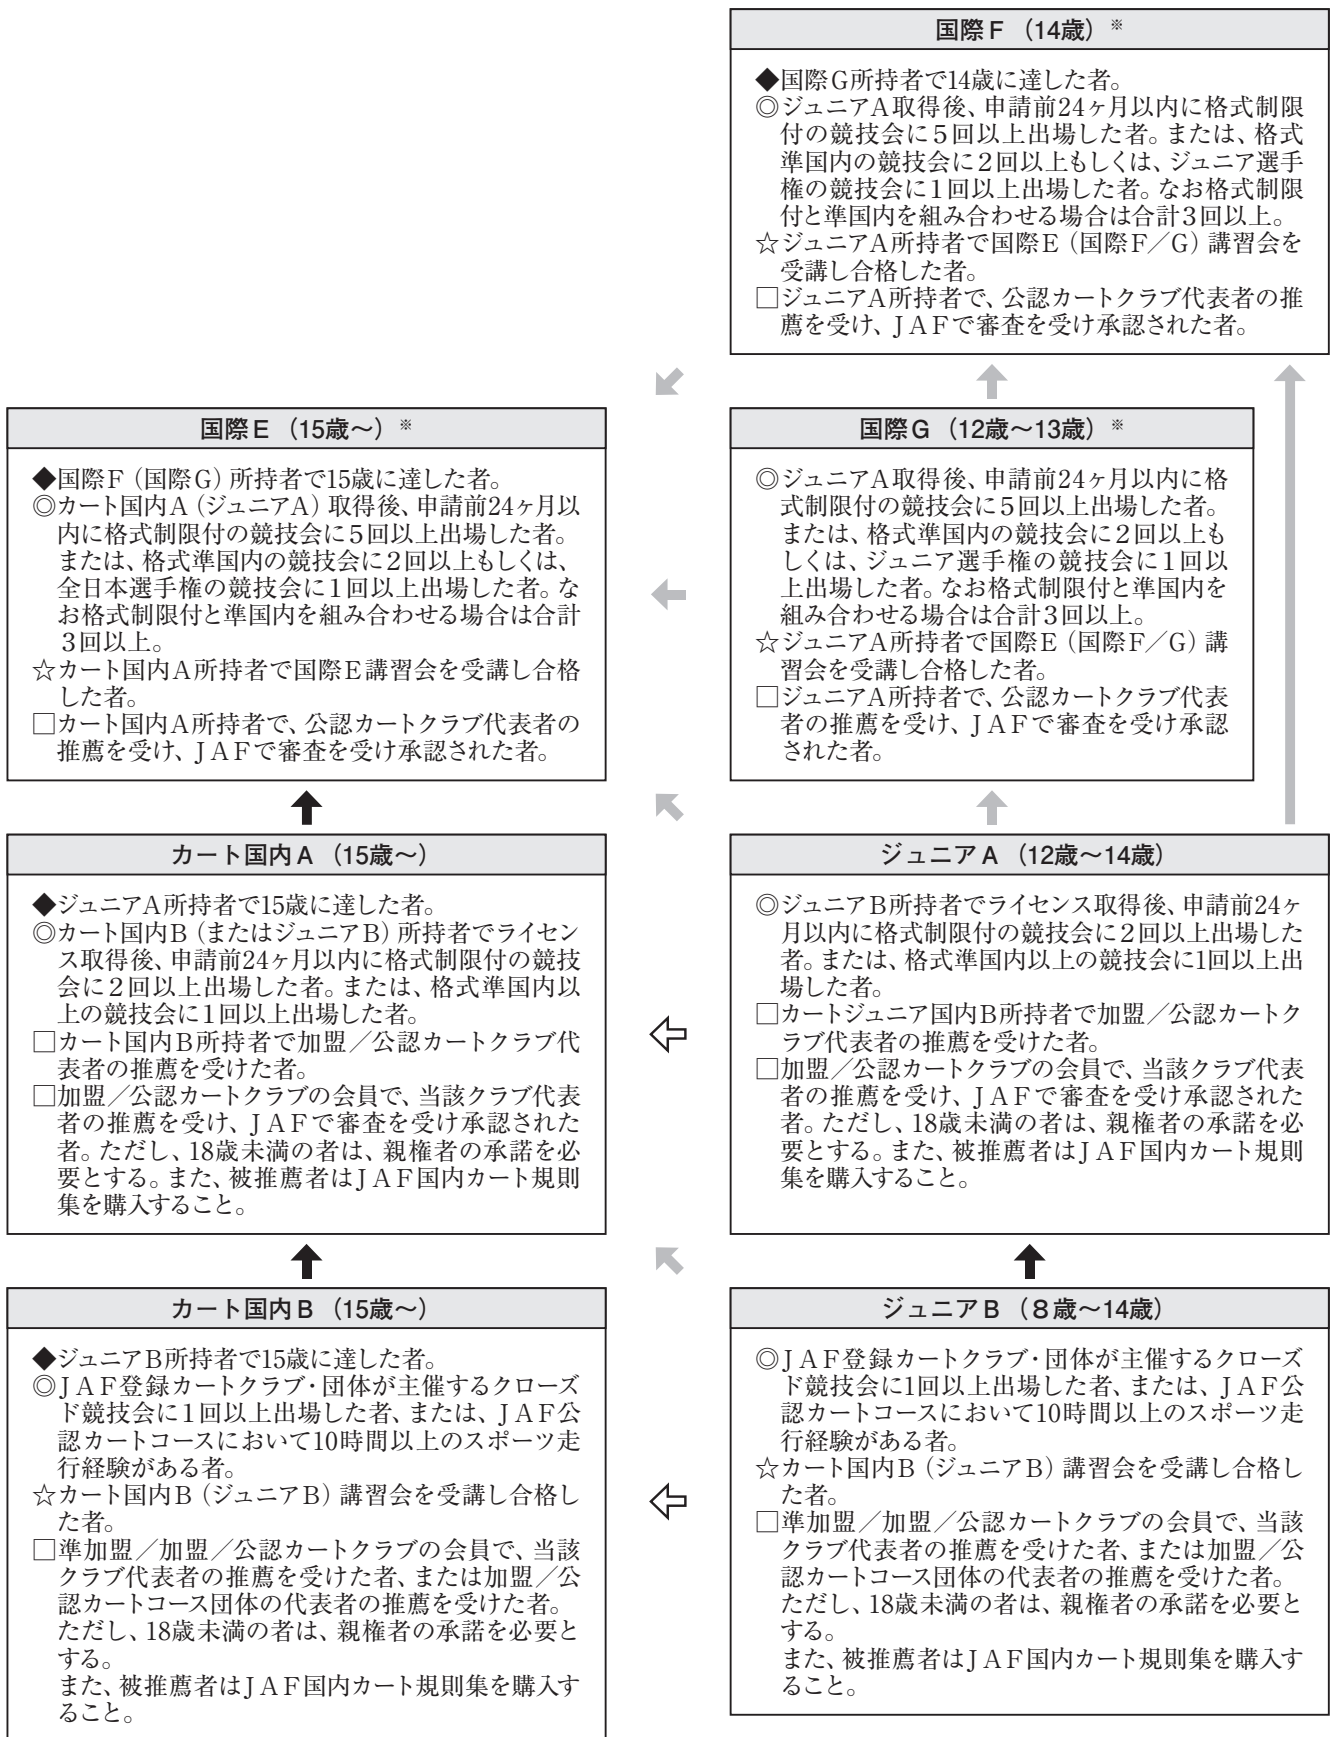 国際F（14歳）※
◆国際G所持者で14歳に達した者。
◎ジュニアA取得後、申請前24ヶ月以内に格式制限
付の競技会に５回以上出場した者。または、格式
準国内の競技会に２回以上もしくは、ジュニア選手
権の競技会に１回以上出場した者。なお格式制限
付と準国内を組み合わせる場合は合計３回以上。
☆ジュニアA所持者で国際E（国際F／G）講習会を
受講し合格した者。
□ジュニアA所持者で、公認カートクラブ代表者の推
薦を受け、JAFで審査を受け承認された者。
国際E（15歳～）※
◆国際F（国際G）所持者で15歳に達した者。
◎カート国内A（ジュニアA）取得後、申請前24ヶ月以
内に格式制限付の競技会に５回以上出場した者。
または、格式準国内の競技会に２回以上もしくは、
全日本選手権の競技会に１回以上出場した者。な
お格式制限付と準国内を組み合わせる場合は合計
３回以上。
☆カート国内A所持者で国際E講習会を受講し合格
した者。
□カート国内A所持者で、公認カートクラブ代表者の
推薦を受け、JAFで審査を受け承認された者。
国際G（12歳～13歳）※
◎ジュニアA取得後、申請前24ヶ月以内に格
式制限付の競技会に５回以上出場した者。
または、格式準国内の競技会に２回以上も
しくは、ジュニア選手権の競技会に１回以
上出場した者。なお格式制限付と準国内を
組み合わせる場合は合計３回以上。
☆ジュニアA所持者で国際E（国際F／G）講
習会を受講し合格した者。
□ジュニアA所持者で、公認カートクラブ代表
者の推薦を受け、JAFで審査を受け承認
された者。
カート国内A（15歳～）
◆ジュニアA所持者で15歳に達した者。
◎カート国内B（またはジュニアB）所持者でライセン
ス取得後、申請前24ヶ月以内に格式制限付の競技
会に２回以上出場した者。または、格式準国内以
上の競技会に１回以上出場した者。
□カート国内B所持者で加盟／公認カートクラブ代
表者の推薦を受けた者。
□加盟／公認カートクラブの会員で、当該クラブ代表
者の推薦を受け、JAFで審査を受け承認された
者。ただし、18歳未満の者は、親権者の承諾を必
要とする。また、被推薦者はJAF国内カート規則
集を購入すること。
ジュニアA（12歳～14歳）
◎ジュニアB所持者でライセンス取得後、申請前24ヶ
月以内に格式制限付の競技会に２回以上出場した
者。または、格式準国内以上の競技会に1回以上出
場した者。
□カートジュニア国内B所持者で加盟／公認カートク
ラブ代表者の推薦を受けた者。
□加盟／公認カートクラブの会員で、当該クラブ代表
者の推薦を受け、JAFで審査を受け承認された
者。ただし、18歳未満の者は、親権者の承諾を必
要とする。また、被推薦者はJAF国内カート規則
集を購入すること。
カート国内B（15歳～）
◆ジュニアB所持者で15歳に達した者。
◎JAF登録カートクラブ・団体が主催するクローズ
ド競技会に１回以上出場した者、または、JAF公
認カートコースにおいて10時間以上のスポーツ走
行経験がある者。
☆カート国内B（ジュニアB）講習会を受講し合格し
た者。
□準加盟／加盟／公認カートクラブの会員で、当該
クラブ代表者の推薦を受けた者、または加盟／公
認カートコース団体の代表者の推薦を受けた者。
ただし、18歳未満の者は、親権者の承諾を必要と
する。
また、被推薦者はJAF国内カート規則集を購入す
ること。
ジュニアB（８歳～14歳）
◎JAF登録カートクラブ・団体が主催するクローズ
ド競技会に1回以上出場した者、または、JAF公
認カートコースにおいて10時間以上のスポーツ走
行経験がある者。
☆カート国内B（ジュニアB）講習会を受講し合格し
た者。
□準加盟／加盟／公認カートクラブの会員で、当該
クラブ代表者の推薦を受けた者、または加盟／公
認カートコース団体の代表者の推薦を受けた者。
ただし、18歳未満の者は、親権者の承諾を必要と
する。
また、被推薦者はJAF国内カート規則集を購入す
ること。